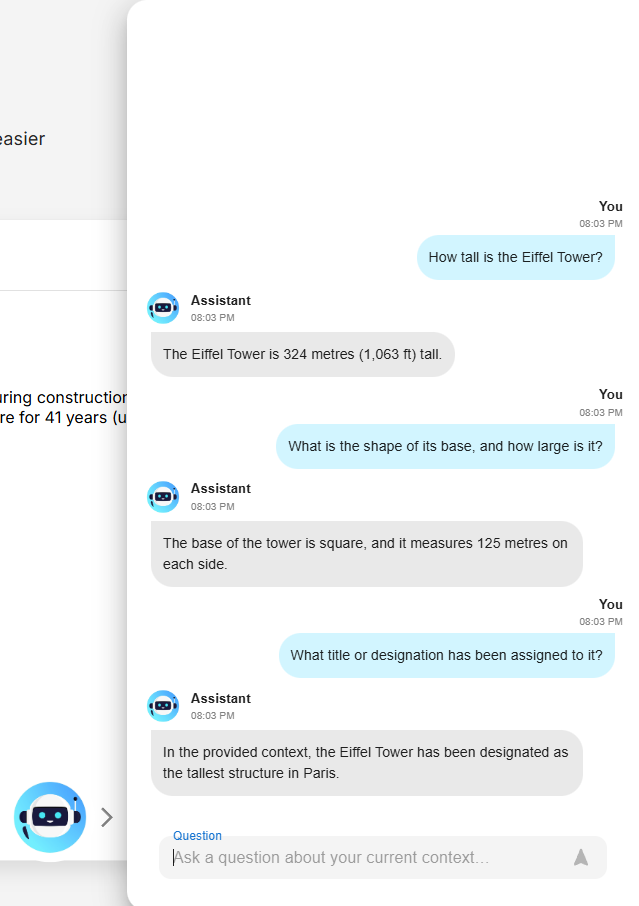 easier
uring construction
re for 41 years (u
You
08:03 PM
How tall is the Eiffel Tower?
Assistant
08:03 PM
The Eiffel Tower is 324 metres (1,063 ft) tall.
You
08:03 PM
What is the shape of its base, and how large is it?
Assistant
08:03 PM
The base of the tower is square, and it measures 125 metres on
each side.
You
08:03 PM
What title or designation has been assigned to it?
Assistant
08:03 PM
In the provided context, the Eiffel Tower has been designated as
the tallest structure in Paris.
Question
Ask a question about your current context...